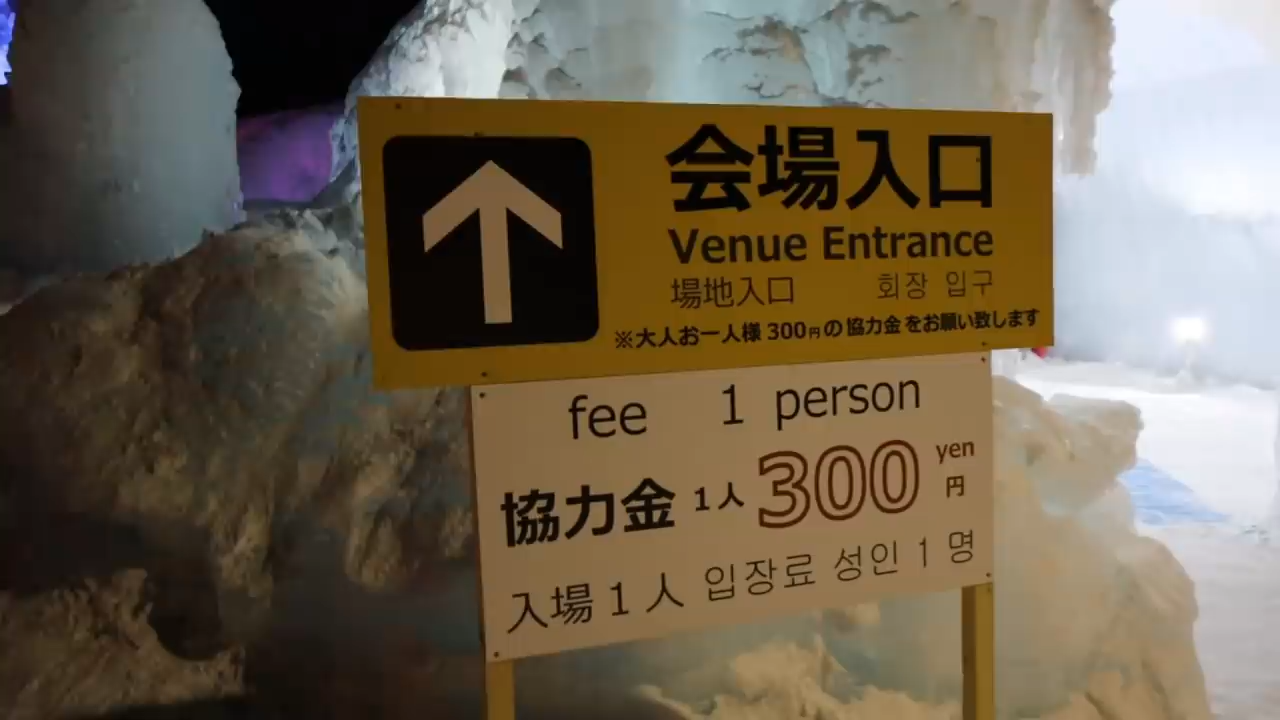 会場入口
Venue Entrance
場地入口 회장 입구
※大人お一人様 300円の協力金をお願い致します
fee 1 person
協力金 1人 300 yen 円
入場 1 人 입장료 성인 1 명